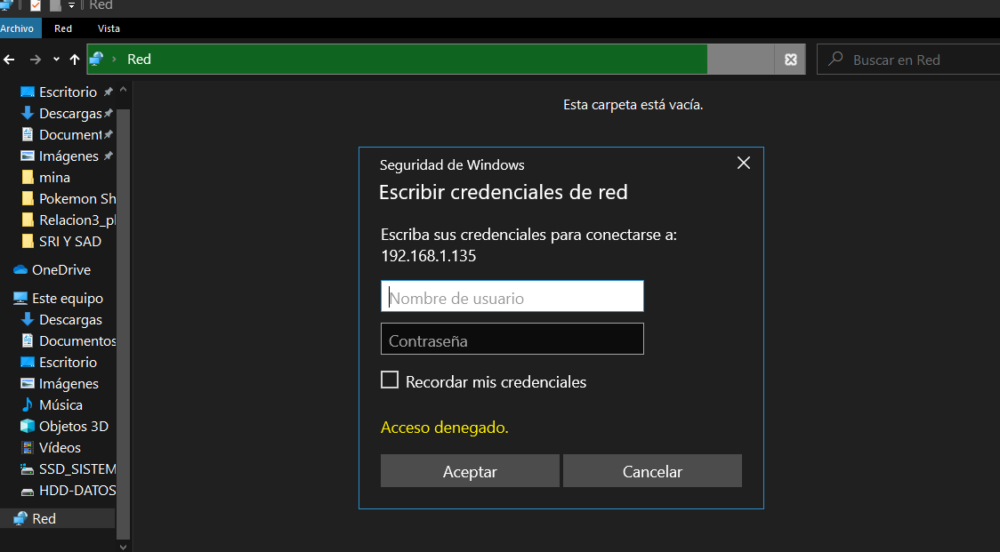 Red
Archivo Red Vista
Red
Buscar en Red
Escritorio
Descargas
Document
Imágenes
mina
Pokemon Sh
Relacion3_pl
SRI Y SAD
OneDrive
Este equipo
Descargas
Documentos
Escritorio
Imágenes
Música
Objetos 3D
Vídeos
SSD_SISTEM
HDD-DATOS
Red
Esta carpeta está vacía.
Seguridad de Windows
Escribir credenciales de red
Escriba sus credenciales para conectarse a:
192.168.1.135
Nombre de usuario
Contraseña
Recordar mis credenciales
Acceso denegado.
Aceptar Cancelar